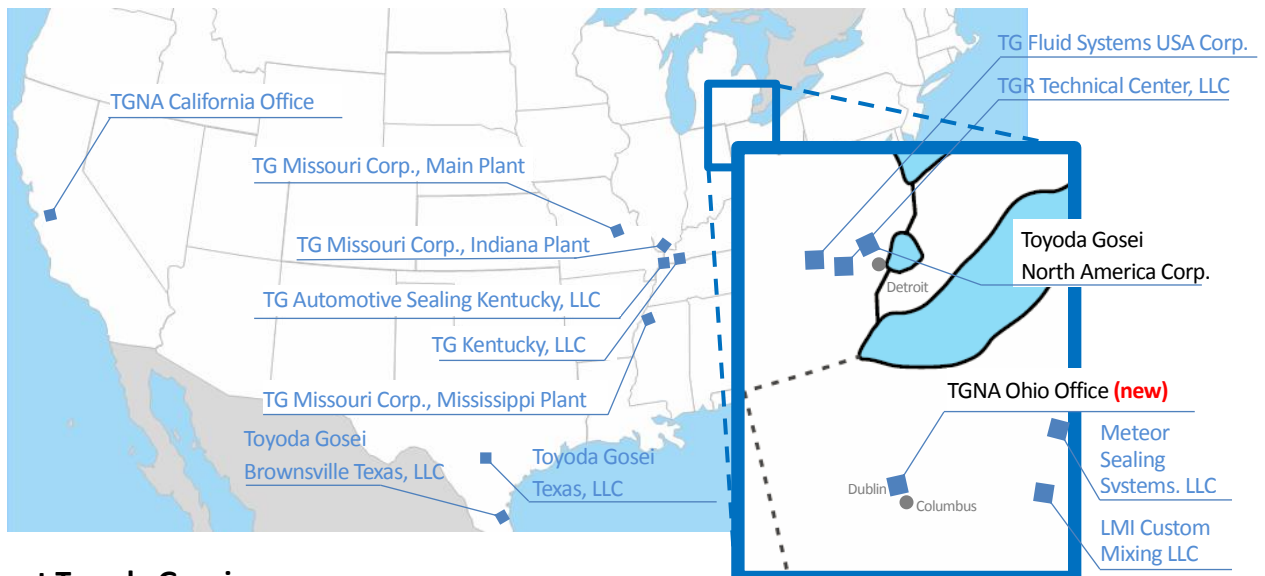 TG Fluid Systems USA Corp.
TGR Technical Center, LLC
TGNA California Office
TG Missouri Corp., Main Plant
TG Missouri Corp., Indiana Plant
TG Automotive Sealing Kentucky, LLC
TG Kentucky, LLC
TG Missouri Corp., Mississippi Plant
Toyoda Gosei
Brownsville Texas, LLC
Toyoda Gosei
Texas, LLC
Toyoda Gosei
North America Corp.
Detroit
TGNA Ohio Office (new)
Meteor
Sealing
Systems. LLC
Dublin
Columbus
LMI Custom
Mixing LLC